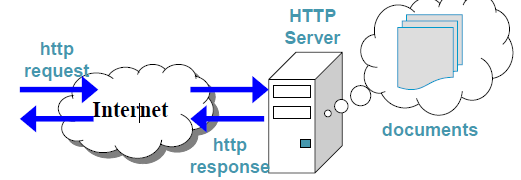 http
request
Internet
HTTP
Server
http
response
documents